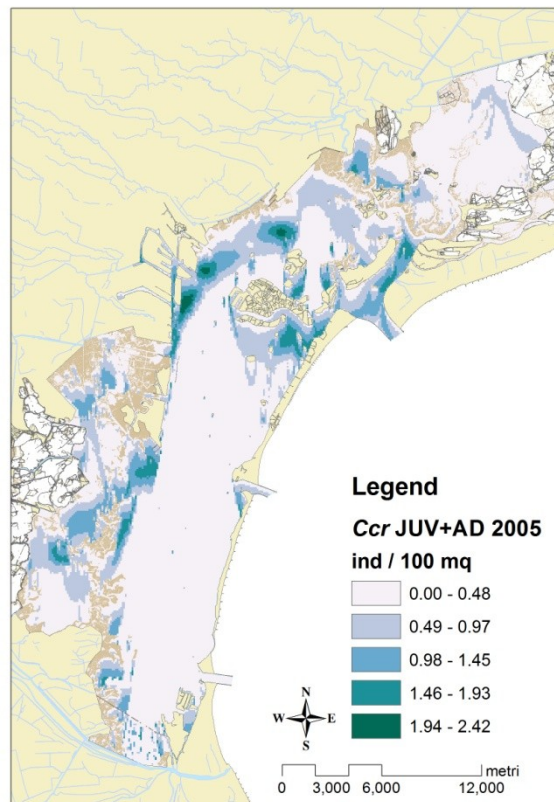 Legend
Ccr JUV+AD 2005
ind / 100 mq
0.00 - 0.48
0.49 - 0.97
0.98 - 1.45
1.46 - 1.93
1.94 - 2.42
N
W E
S
metri
0 3,000 6,000 12,000